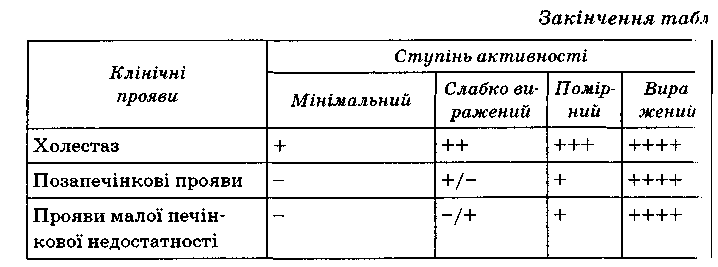 Закінчення табл
Клінічні прояви Ступінь активності
Мінімальний Слабко ви- Помір- Вира
ражений ний жений
Холестаз + ++ +++ ++++
Позапечінкові прояви – +/– + ++++
Прояви малої печін- – –/+ + ++++
кової недостатності